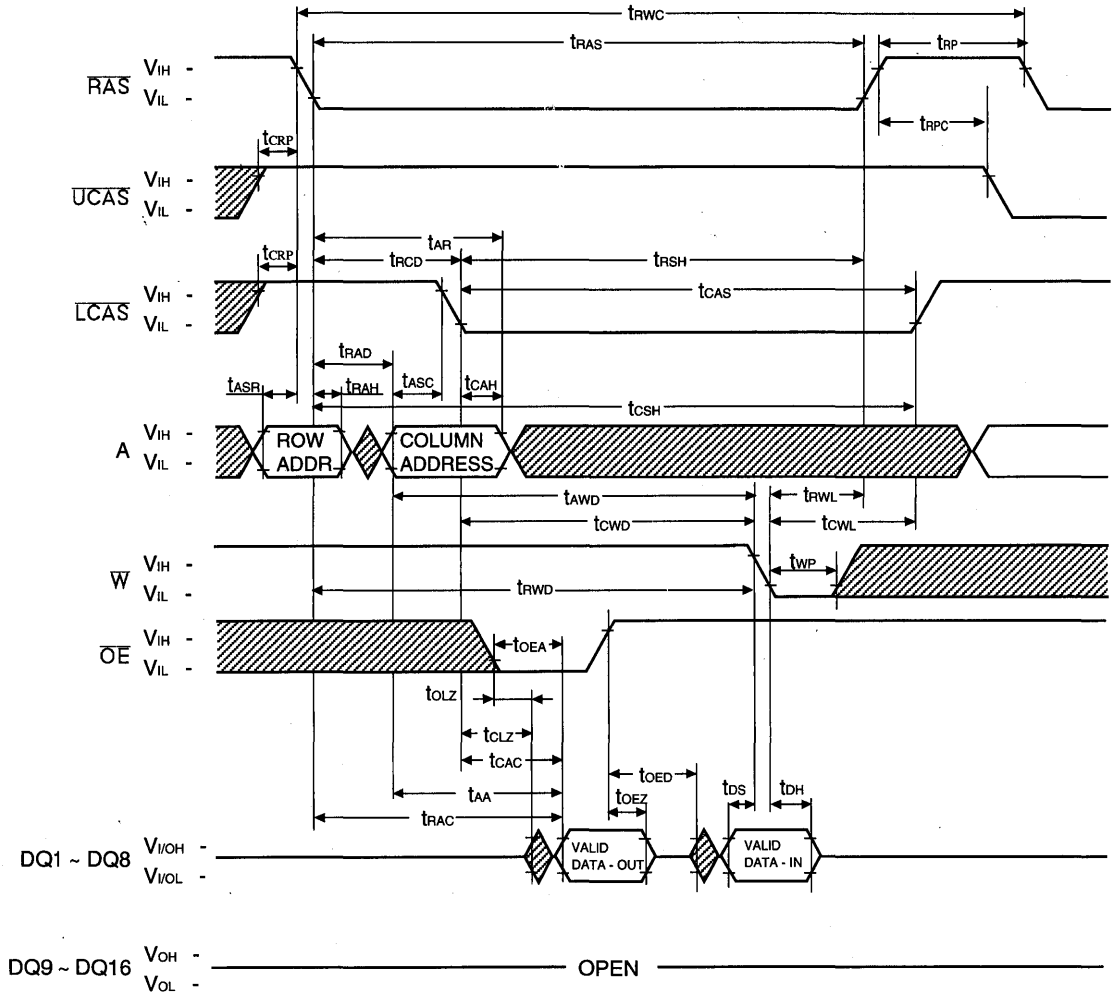 tRWC
tRAS
tRP
RAS
VIH -
VIL -
tRPC
tCRP
UCAS
VIH -
VIL -
tAR
tCRP
tRCD
tRSH
LCAS
VIH -
VIL -
tCAS
tRAD
tASR
tRAH
tASC
tCAH
tCSH
A
VIH -
VIL -
ROW
ADDR
COLUMN
ADDRESS
tAWD
tRWL
tCWD
tCWL
W
VIH -
VIL -
tWP
tRWD
OE
VIH -
VIL -
tOEA
tOLZ
tCLZ
tCAC
tOED
tAA
tOEZ
tDS
tDH
tRAC
DQ1 ~ DQ8
VI/OH -
VI/OL -
VALID
DATA - OUT
VALID
DATA - IN
DQ9 ~ DQ16
VOH -
VOL -
OPEN